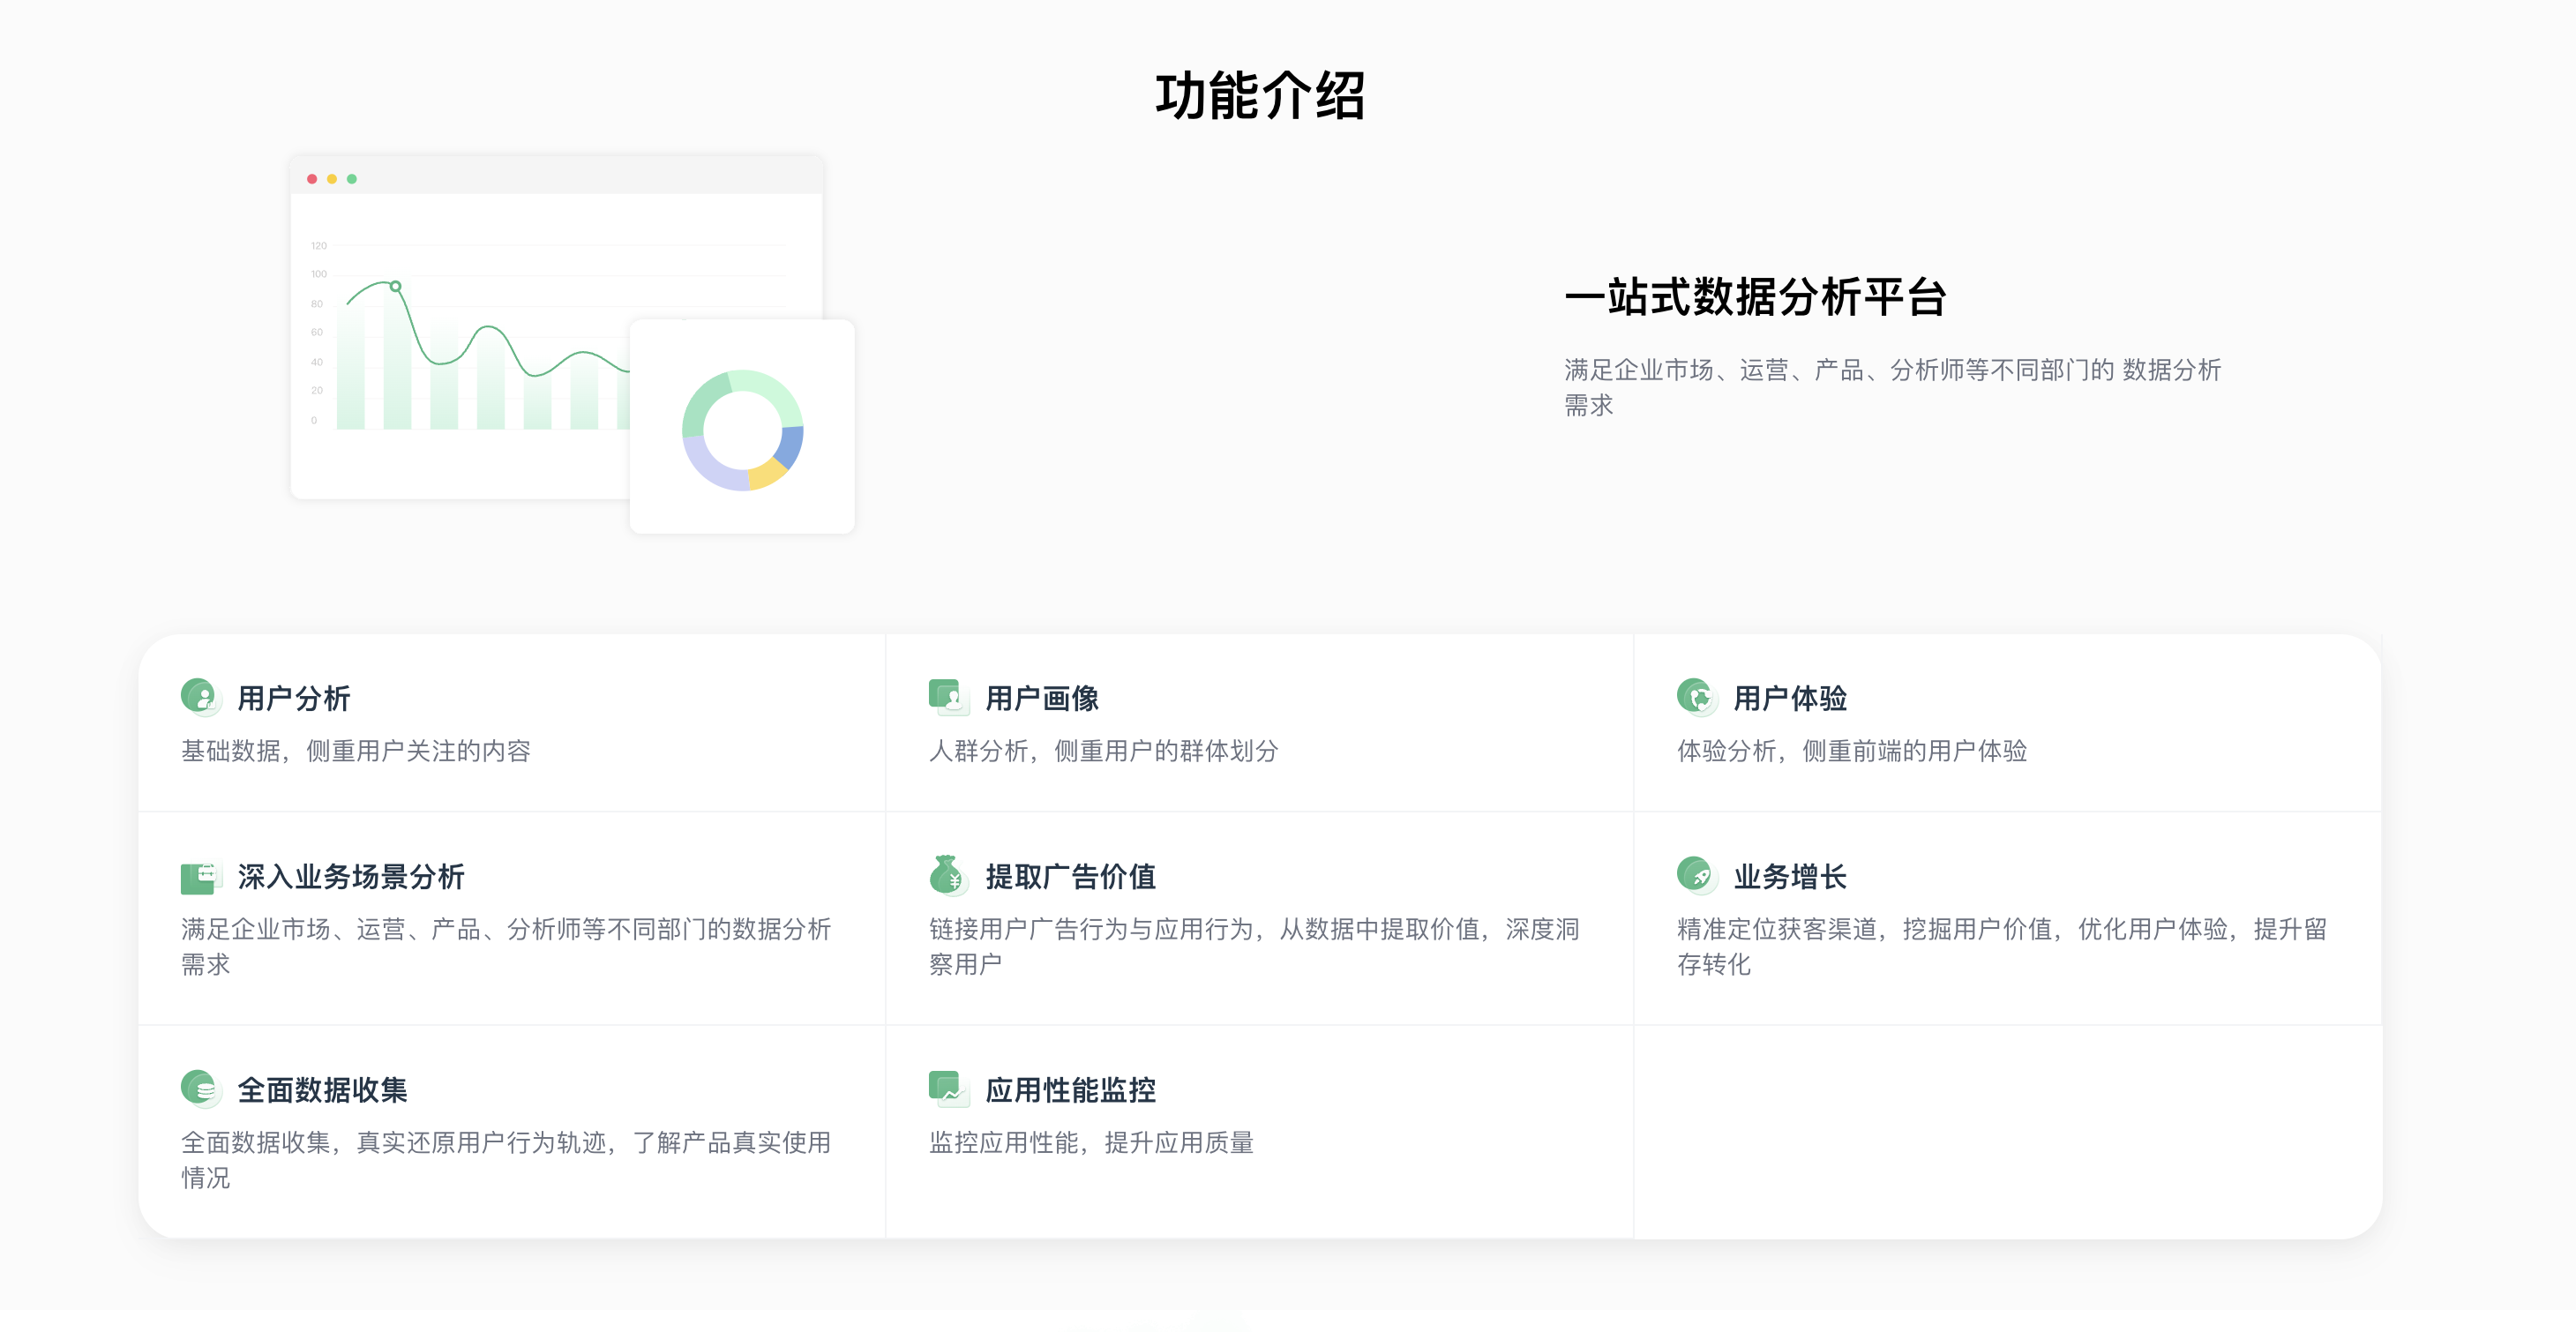 功能介绍
120
100
80
60
40
20
0
一站式数据分析平台
满足企业市场、运营、产品、分析师等不同部门的 数据分析
需求
用户分析
基础数据，侧重用户关注的内容
用户画像
人群分析，侧重用户的群体划分
用户体验
体验分析，侧重前端的用户体验
深入业务场景分析
满足企业市场、运营、产品、分析师等不同部门的数据分析
需求
提取广告价值
链接用户广告行为与应用行为，从数据中提取价值，深度洞
察用户
业务增长
精准定位获客渠道，挖掘用户价值，优化用户体验，提升留
存转化
全面数据收集
全面数据收集，真实还原用户行为轨迹，了解产品真实使用
情况
应用性能监控
监控应用性能，提升应用质量